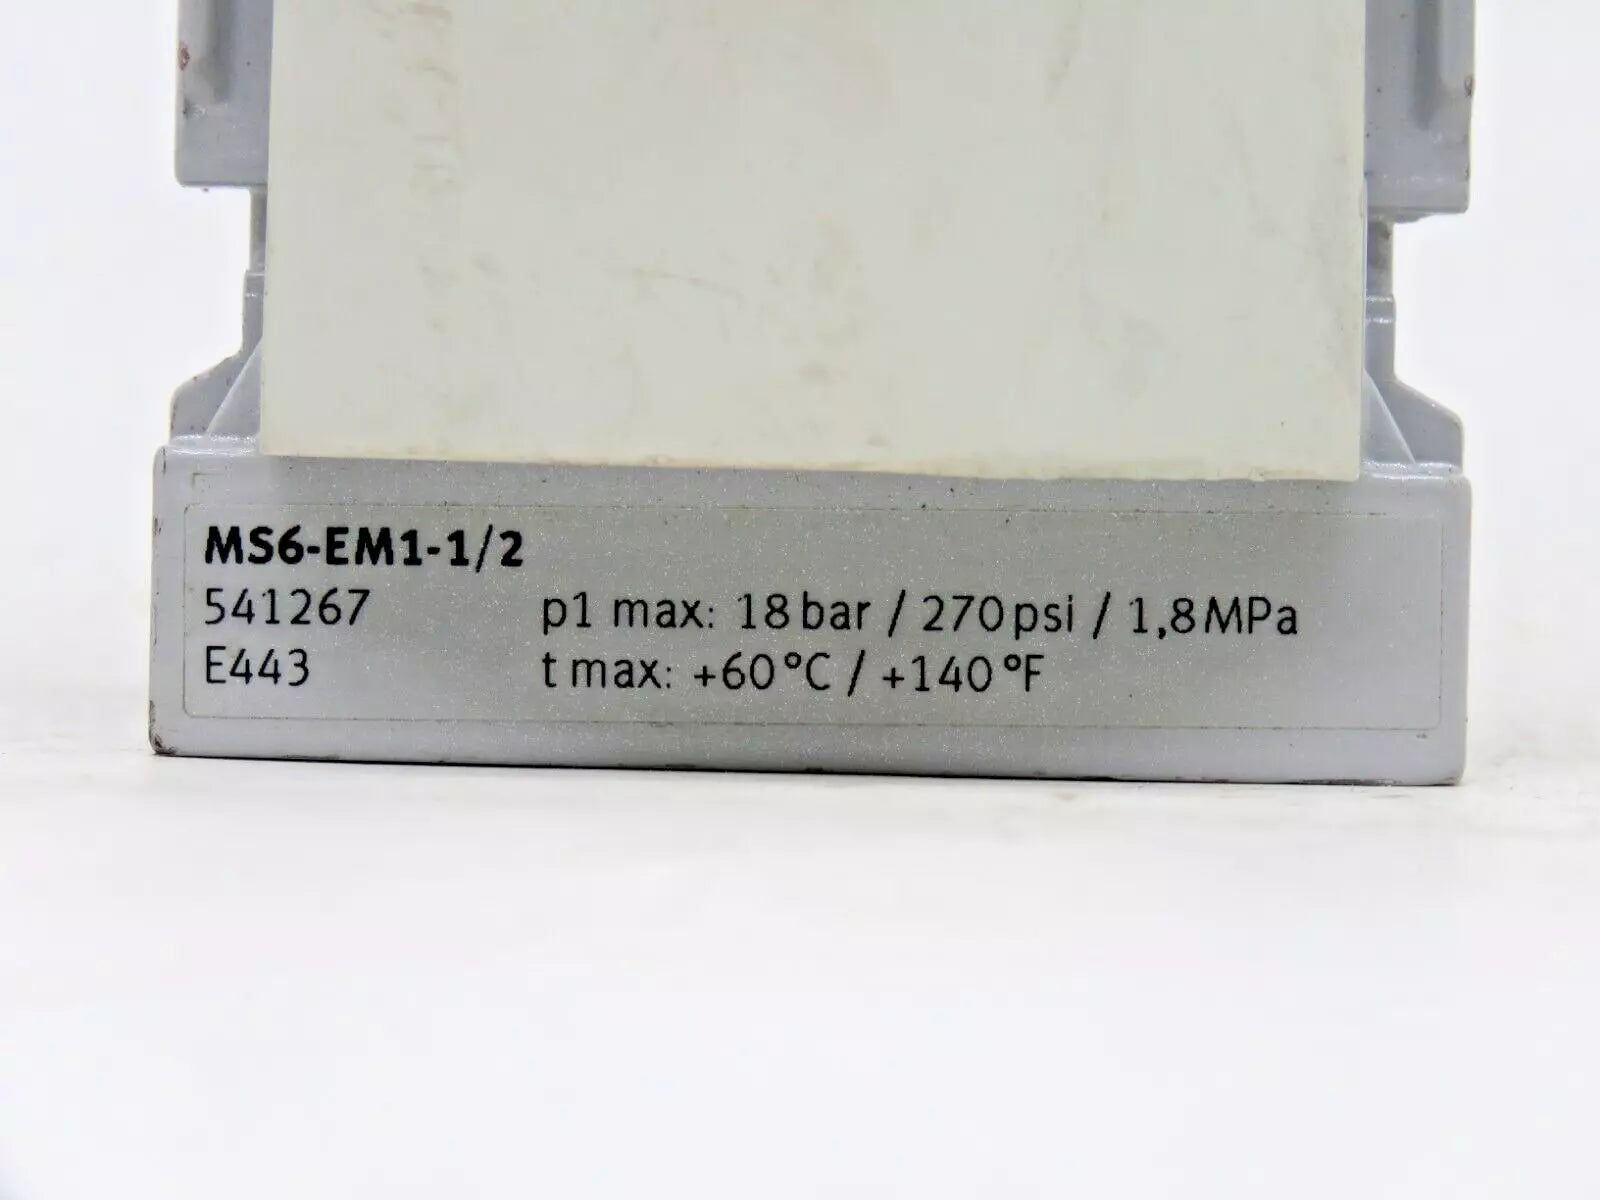 MS6-EM1-1/2
541267 p1 max: 18 bar / 270 psi / 1,8 MPa
E443 t max: +60 °C / +140 °F